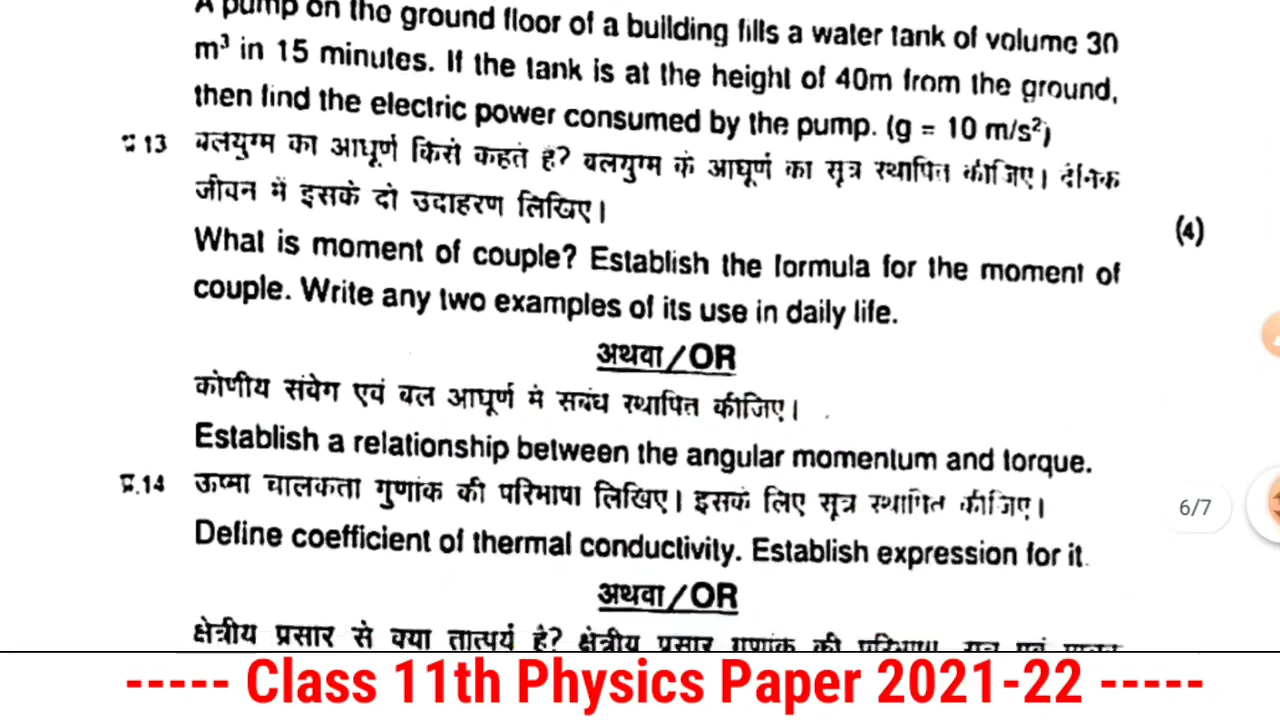 A pump on the ground floor of a building fills a water tank of volume 30
m³ in 15 minutes. If the tank is at the height of 40m from the ground,
then find the electric power consumed by the pump. (g = 10 m/s²)
प्र 13 बलयुग्म का आघूर्ण किसे कहते है? बलयुग्म के आघूर्ण का सूत्र स्थापित कीजिए। दैनिक
जीवन में इसके दो उदाहरण लिखिए।
(4)
What is moment of couple? Establish the formula for the moment of
couple. Write any two examples of its use in daily life.
अथवा/OR
कोणीय संवेग एवं बल आघूर्ण में सबंध स्थापित कीजिए।
Establish a relationship between the angular momentum and torque.
प्र.14 ऊष्मा चालकता गुणांक की परिभाषा लिखिए। इसके लिए सूत्र स्थापित कीजिए।
6/7
Define coefficient of thermal conductivity. Establish expression for it.
अथवा/OR
क्षेत्रीय प्रसार से क्या तात्पर्य है? क्षेत्रीय प्रसार गुणांक की परिभाषा, सूत्र एवं
----- Class 11th Physics Paper 2021-22 -----